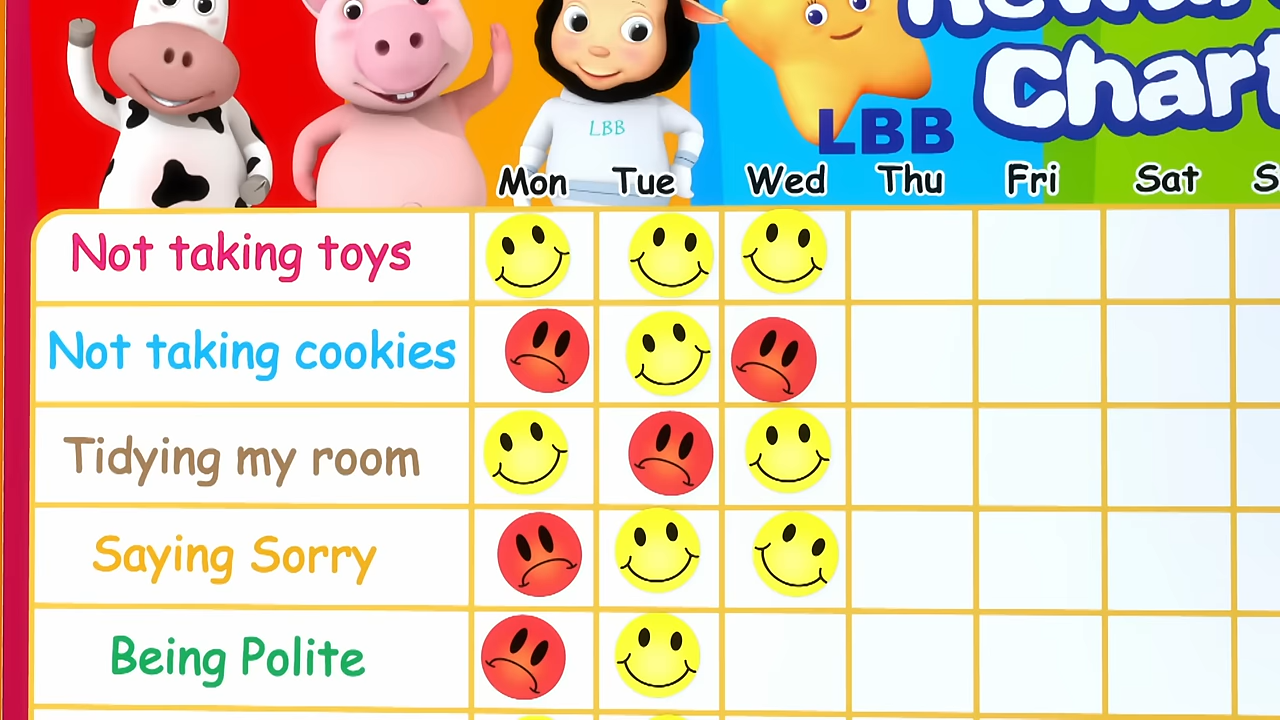 Reward
Chart
LBB
LBB
Mon Tue Wed Thu Fri Sat S
Not taking toys
Not taking cookies
Tidying my room
Saying Sorry
Being Polite